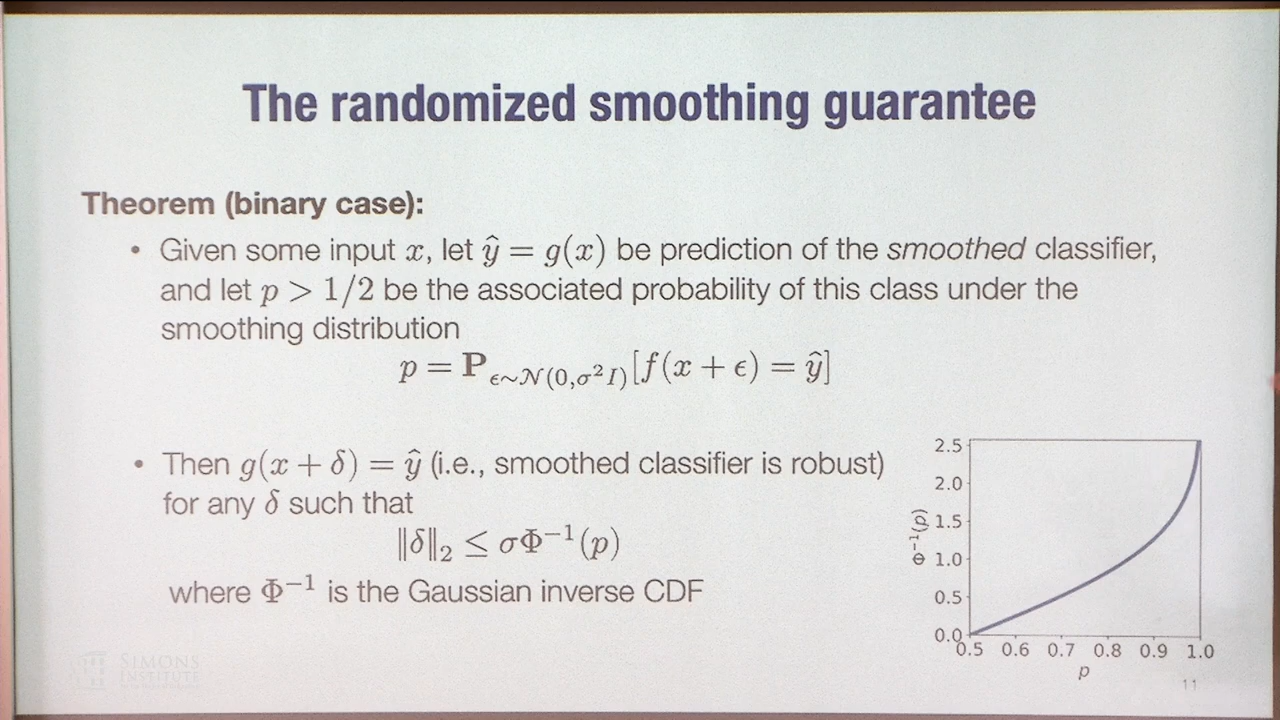 The randomized smoothing guarantee
Theorem (binary case):
• Given some input x, let ŷ = g(x) be prediction of the smoothed classifier,
and let p > 1/2 be the associated probability of this class under the
smoothing distribution
p = P_{ϵ∼𝒩(0,σ²I)}[f(x + ϵ) = ŷ]
• Then g(x + δ) = ŷ (i.e., smoothed classifier is robust)
for any δ such that
‖δ‖₂ ≤ σΦ⁻¹(p)
where Φ⁻¹ is the Gaussian inverse CDF
2.5
2.0
1.5
1.0
0.5
0.0
Φ⁻¹(p)
0.5 0.6 0.7 0.8 0.9 1.0
p
SIMONS
INSTITUTE
11